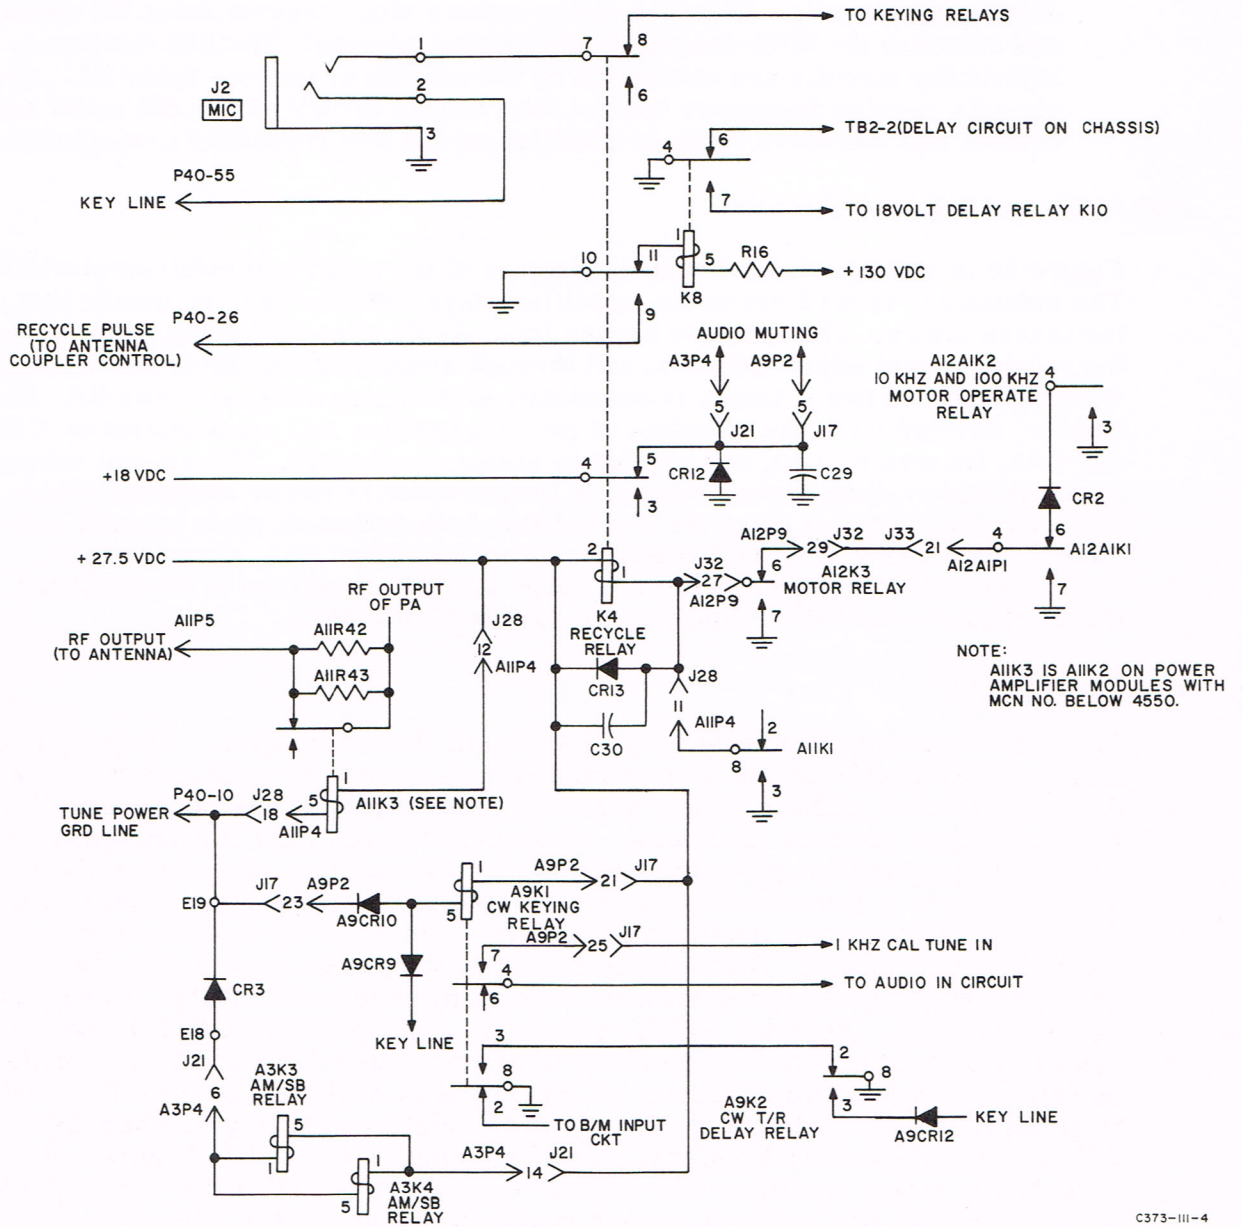 TO KEYING RELAYS
1
7
8
J2
MIC
2
6
3
TB2-2(DELAY CIRCUIT ON CHASSIS)
6
4
P40-55
KEY LINE
7
TO 18VOLT DELAY RELAY K10
1
11
10
5
R16
+130 VDC
K8
9
RECYCLE PULSE
(TO ANTENNA
COUPLER CONTROL)
P40-26
AUDIO MUTING
A3P4
A9P2
A12A1K2
10 KHZ AND 100 KHZ
MOTOR OPERATE
RELAY
4
3
5
5
J21
J17
+18 VDC
4
5
3
CR12
C29
CR2
+ 27.5 VDC
2
1
K4
RECYCLE
RELAY
J32
27
A12P9
6
7
A12P9
29
J32
A12K3
MOTOR RELAY
J33
21
A12A1P1
4
6
A12A1K1
7
RF OUTPUT
OF PA
A11P5
RF OUTPUT
(TO ANTENNA)
A11R42
A11R43
J28
12
A11P4
CR13
C30
J28
11
A11P4
2
8
A11K1
3
NOTE:
A11K3 IS A11K2 ON POWER
AMPLIFIER MODULES WITH
MCN NO. BELOW 4550.
P40-10
TUNE POWER
GRD LINE
J28
18
A11P4
1
5
A11K3 (SEE NOTE)
E19
J17
23
A9P2
A9CR10
1
5
A9K1
CW KEYING
RELAY
A9P2
21
J17
A9CR9
KEY LINE
A9P2
25
J17
1 KHZ CAL TUNE IN
7
4
6
TO AUDIO IN CIRCUIT
CR3
E18
J21
6
A3P4
3
8
2
TO B/M INPUT
CKT
2
8
3
A9K2
CW T/R
DELAY RELAY
A9CR12
KEY LINE
A3K3
AM/SB
RELAY
5
1
1
5
A3K4
AM/SB
RELAY
A3P4
14
J21
C373-III-4